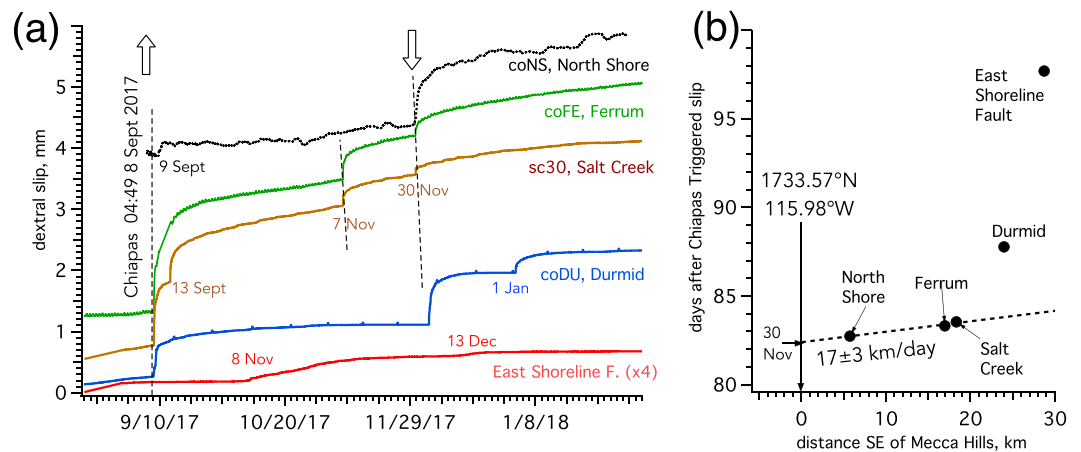 (a)
dextral slip, mm
5
4
3
2
1
0
Chiapas 04:49 8 Sept 2017
9 Sept
13 Sept
7 Nov
30 Nov
8 Nov
13 Dec
1 Jan
coNS, North Shore
coFE, Ferrum
sc30, Salt Creek
coDU, Durmid
East Shoreline F. (x4)
9/10/17
10/20/17
11/29/17
1/8/18
(b)
days after Chiapas Triggered slip
95
90
85
80
East
Shoreline
Fault
1733.57°N
115.98°W
Durmid
North
Shore
Ferrum
30
Nov
17±3 km/day
Salt
Creek
0
10
20
30
distance SE of Mecca Hills, km